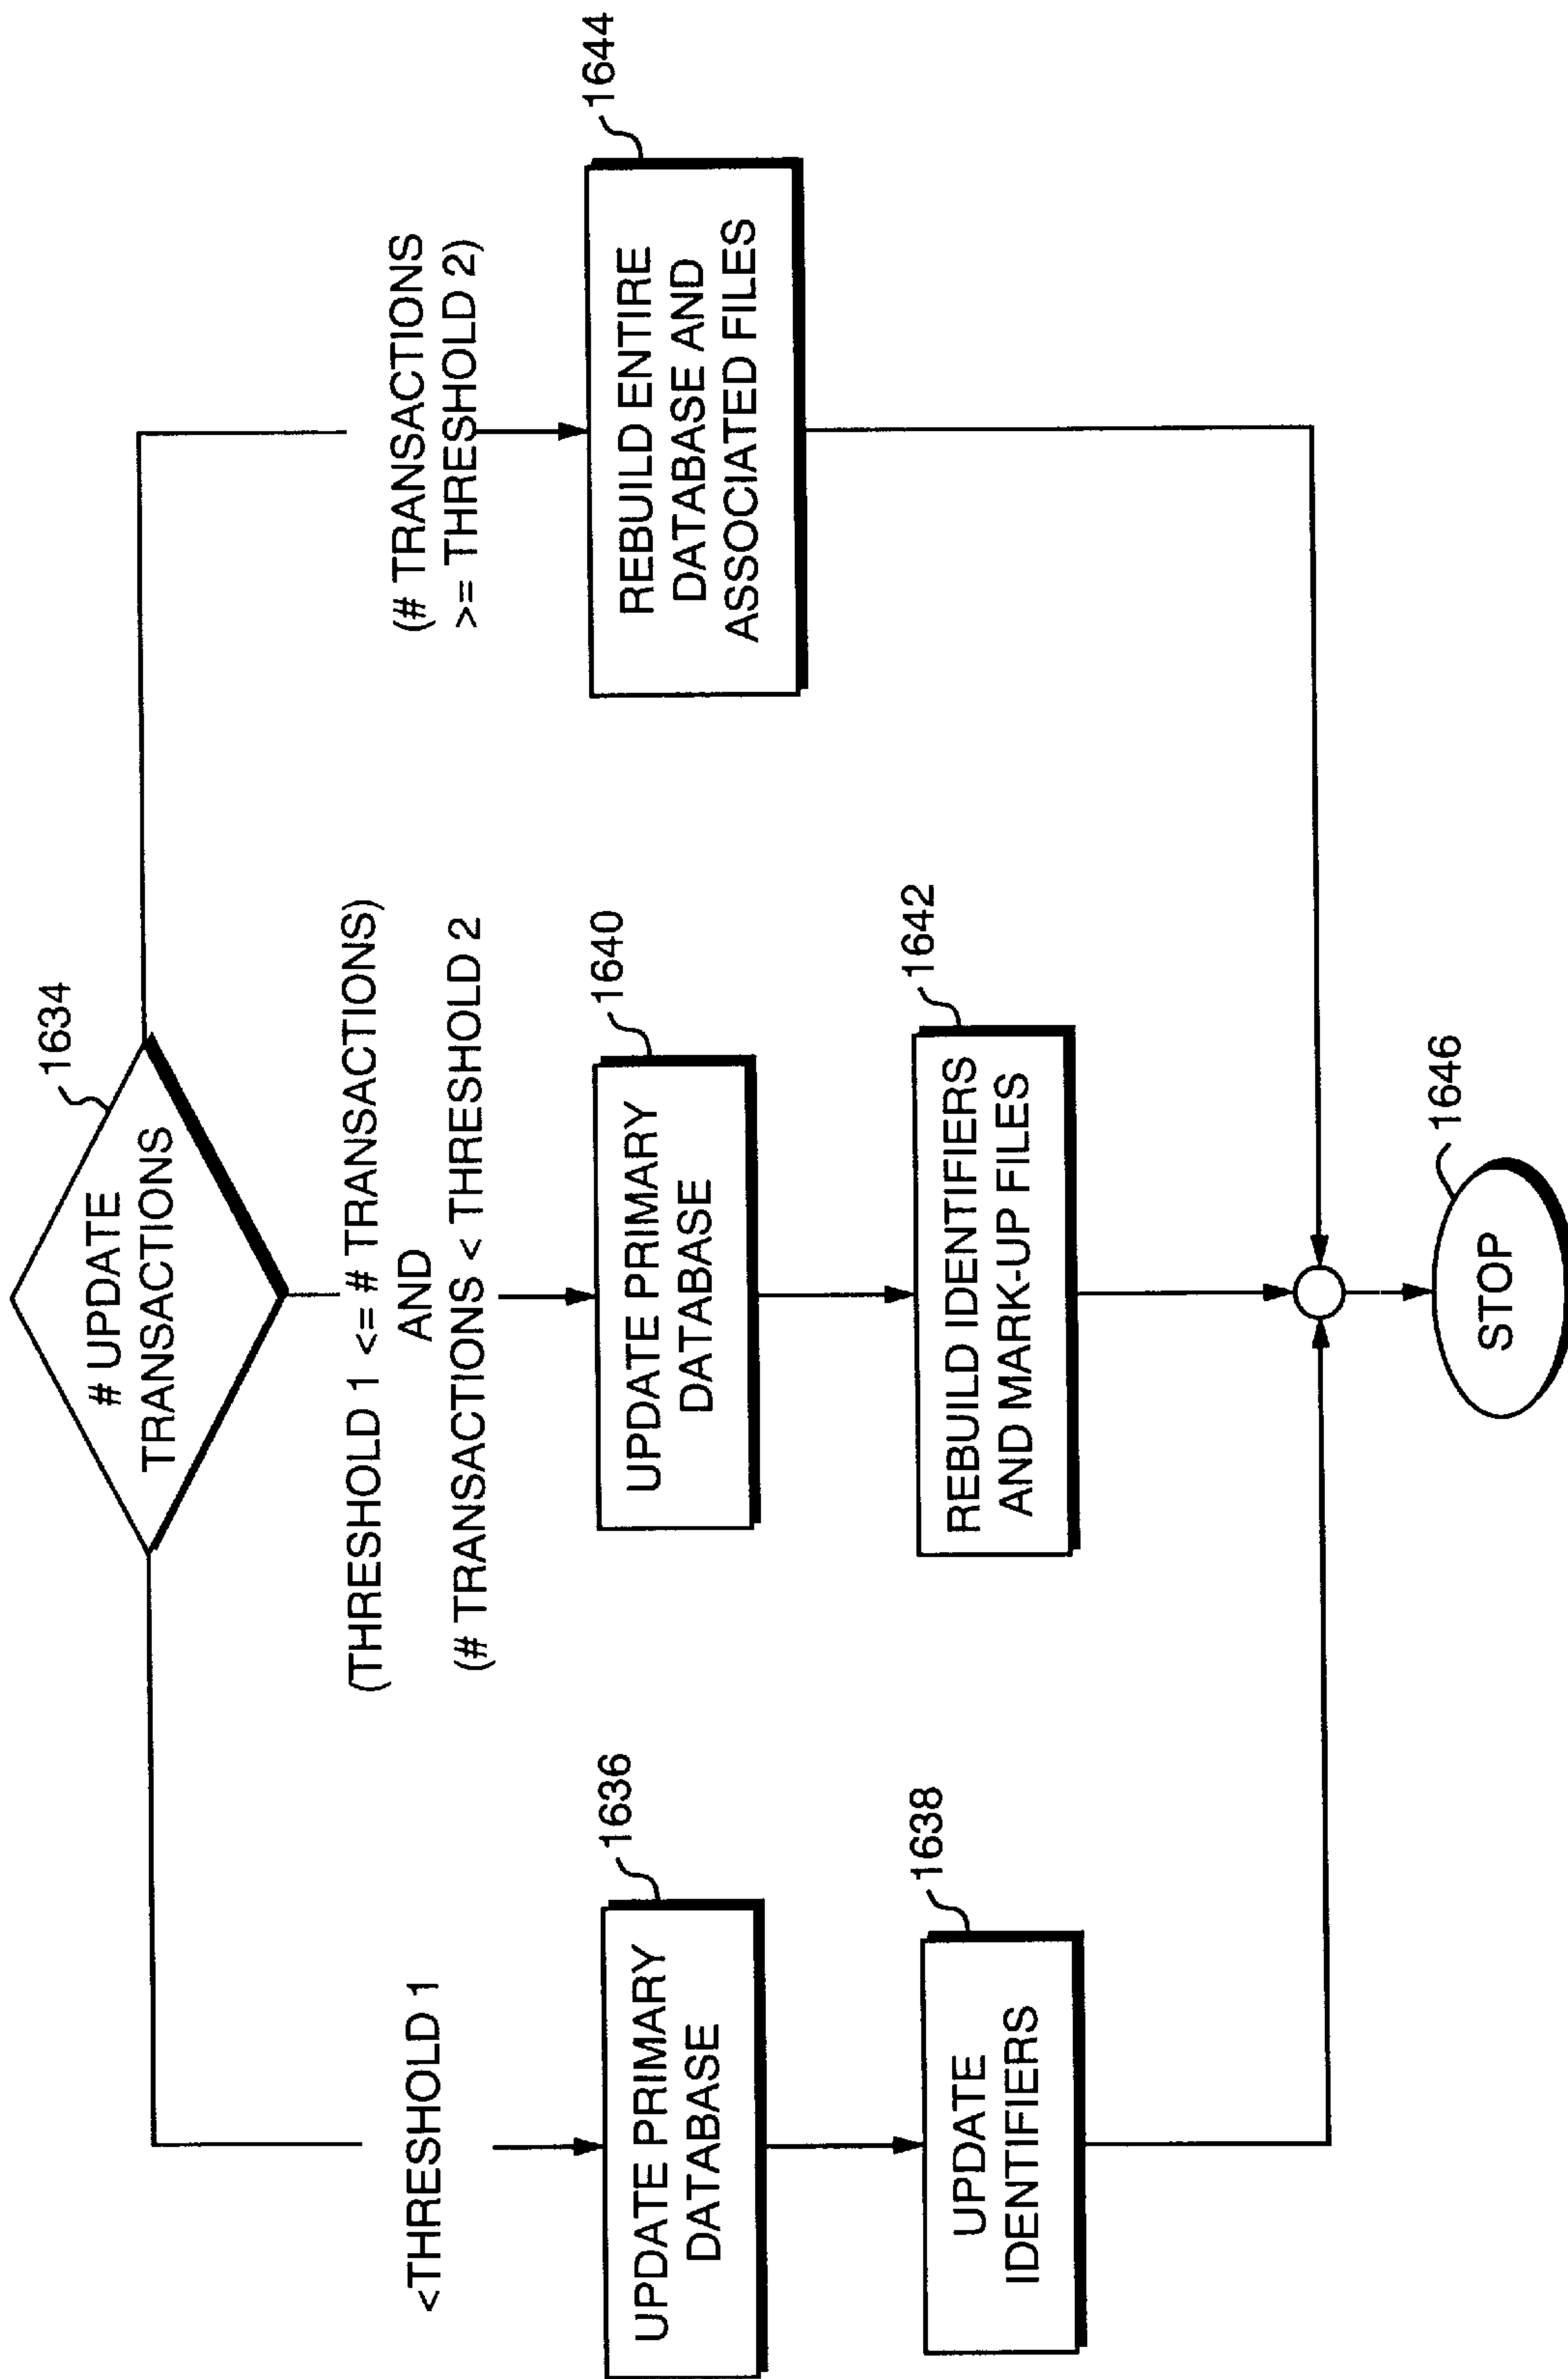 1634
# UPDATE
TRANSACTIONS
<THRESHOLD 1
(THRESHOLD 1 <= # TRANSACTIONS)
AND
(# TRANSACTIONS < THRESHOLD 2
(# TRANSACTIONS
>= THRESHOLD 2)
1636
UPDATE PRIMARY
DATABASE
1638
UPDATE
IDENTIFIERS
1640
UPDATE PRIMARY
DATABASE
1642
REBUILD IDENTIFIERS
AND MARK-UP FILES
1644
REBUILD ENTIRE
DATABASE AND
ASSOCIATED FILES
1646
STOP